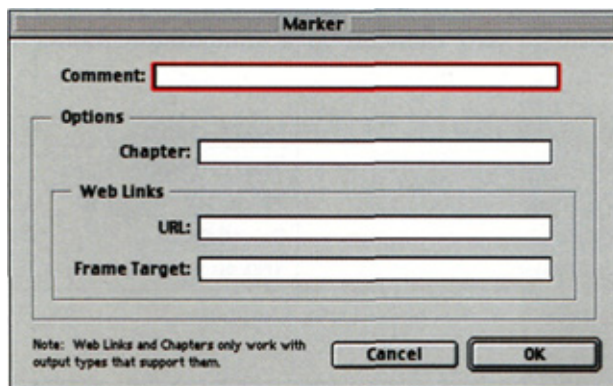 Marker
Comment:
Options
Chapter:
Web Links
URL:
Frame Target:
Note: Web Links and Chapters only work with
output types that support them.
Cancel
OK